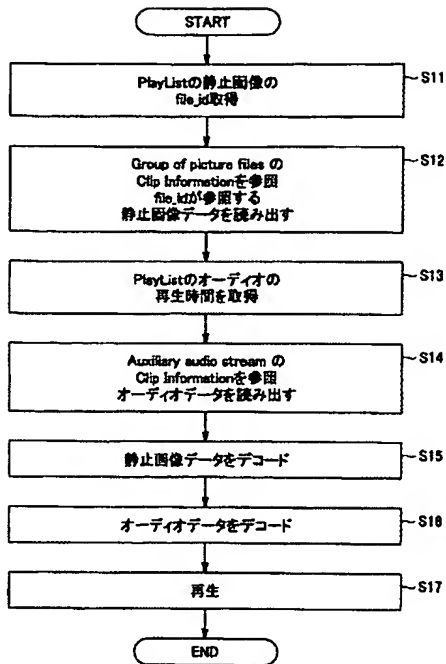 START
PlayListの静止画像の
file_id取得
S11
Group of picture files の
Clip Informationを参照
file_idが参照する
静止画像データを読み出す
S12
PlayListのオーディオの
再生時間を取得
S13
Auxiliary audio stream の
Clip Informationを参照
オーディオデータを読み出す
S14
静止画像データをデコード
S15
オーディオデータをデコード
S16
再生
S17
END